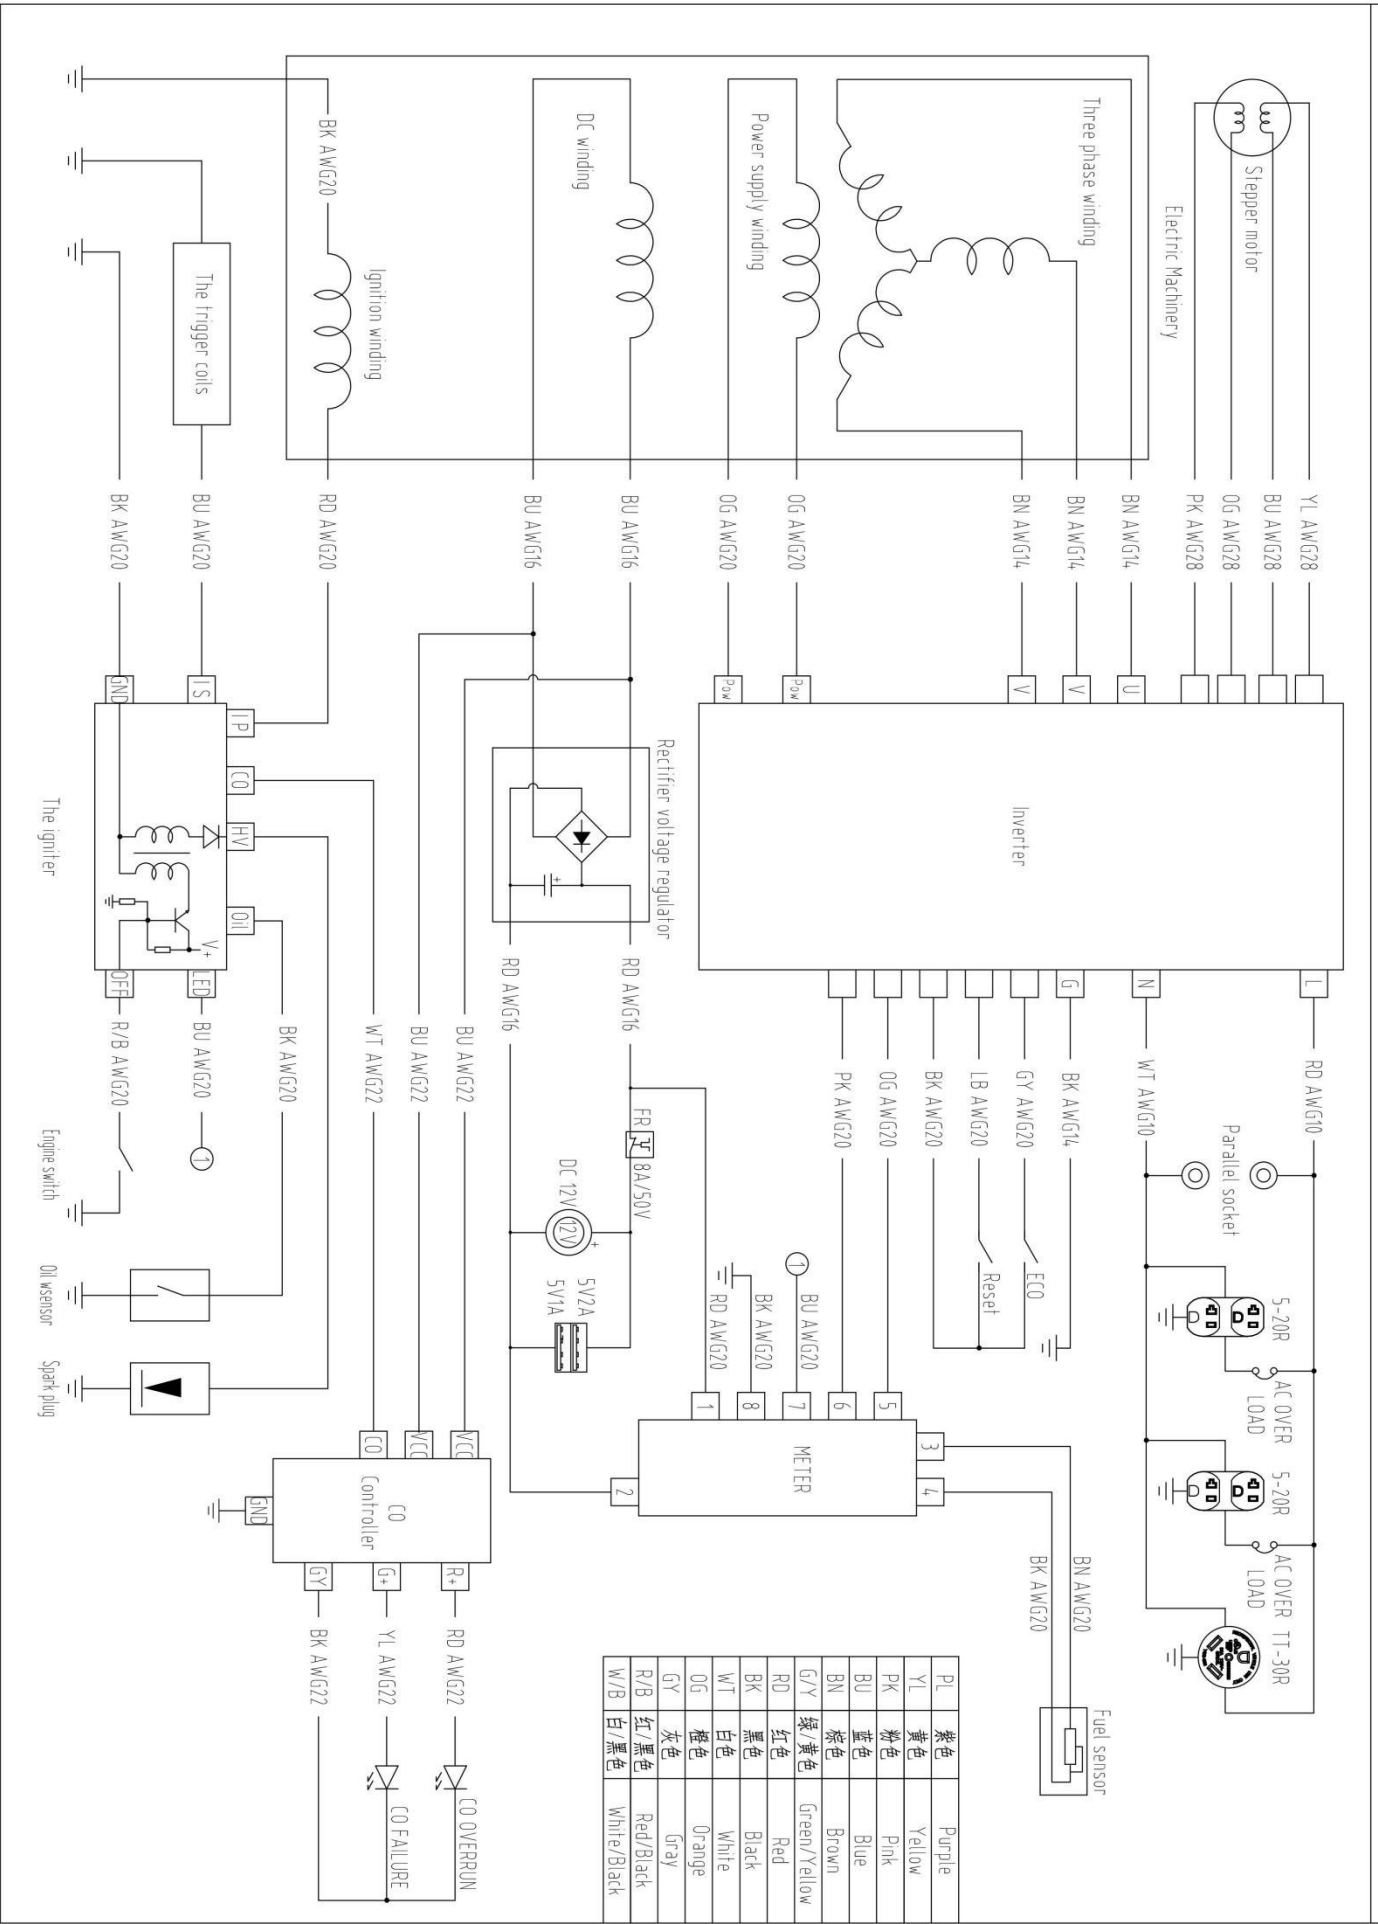 Stepper motor
Electric Machinery
Three phase winding
Power supply winding
DC winding
Ignition winding
BK AWG20
The trigger coils
YL AWG28
BU AWG28
OG AWG28
PK AWG28
BN AWG14
BN AWG14
BN AWG14
OG AWG20
OG AWG20
BU AWG16
BU AWG16
RD AWG20
BU AWG20
BK AWG20
U
V
V
Pow
Pow
Inverter
L
N
G
RD AWG10
WT AWG10
BK AWG14
GY AWG20
LB AWG20
BK AWG20
OG AWG20
PK AWG20
Parallel socket
ECO
Reset
5-20R
AC OVER
LOAD
5-20R
AC OVER
LOAD
TT-30R
Rectifier voltage regulator
+
RD AWG16
RD AWG16
FR
8A/50V
DC 12V
12V
+
5V2A
5V1A
1
BU AWG20
BK AWG20
RD AWG20
5
6
7
8
1
3
4
2
METER
BN AWG20
BK AWG20
Fuel sensor
IP
CO
HV
Oil
IS
GND
LED
OFF
V+
The igniter
BU AWG22
BU AWG22
WT AWG22
BK AWG20
BU AWG20
R/B AWG20
1
Engine switch
Oil wsensor
Spark plug
VCC
VCC
CO
CO
Controller
GND
R+
G+
GY
RD AWG22
YL AWG22
BK AWG22
CO OVERRUN
CO FAILURE
PL 紫色 Purple
YL 黄色 Yellow
PK 粉色 Pink
BU 蓝色 Blue
BN 棕色 Brown
G/Y 绿/黄色 Green/Yellow
RD 红色 Red
BK 黑色 Black
WT 白色 White
OG 橙色 Orange
GY 灰色 Gray
R/B 红/黑色 Red/Black
W/B 白/黑色 White/Black